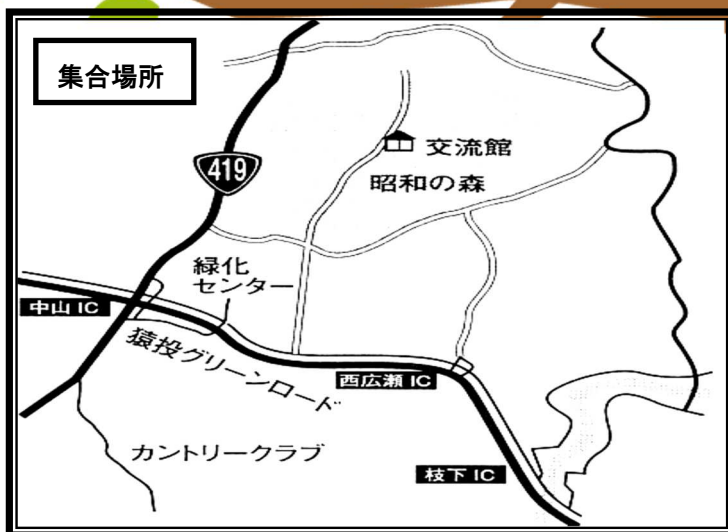 集合場所
419
交流館
昭和の森
緑化
センター
中山 IC
猿投グリーンロード
西広瀬 IC
カントリークラブ
枝下 IC